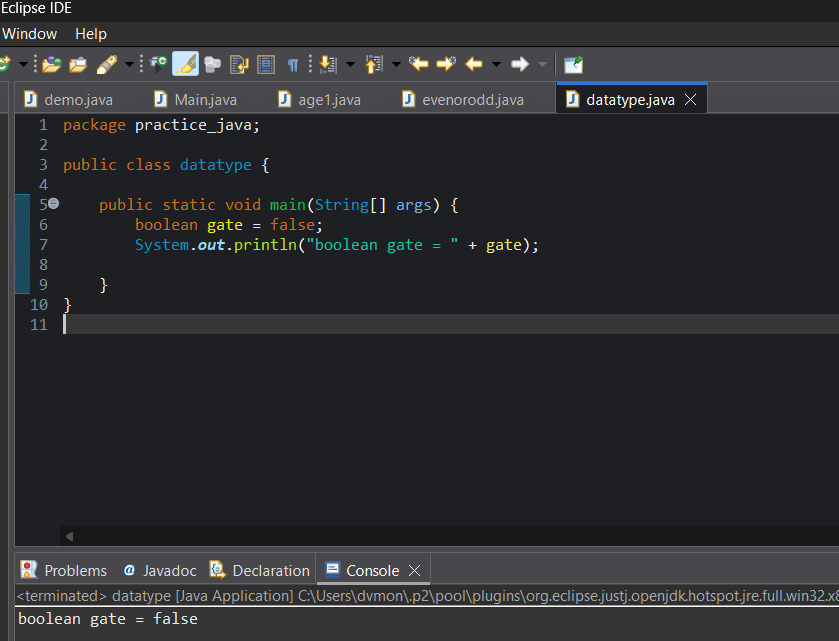 Eclipse IDE
Window Help
demo.java Main.java age1.java evenorodd.java datatype.java
1 package practice_java;
2
3 public class datatype {
4
5 public static void main(String[] args) {
6 boolean gate = false;
7 System.out.println("boolean gate = " + gate);
8
9 }
10 }
11
Problems @ Javadoc Declaration Console
<terminated> datatype [Java Application] C:\Users\dvmon\.p2\pool\plugins\org.eclipse.justj.openjdk.hotspot.jre.full.win32.x8
boolean gate = false